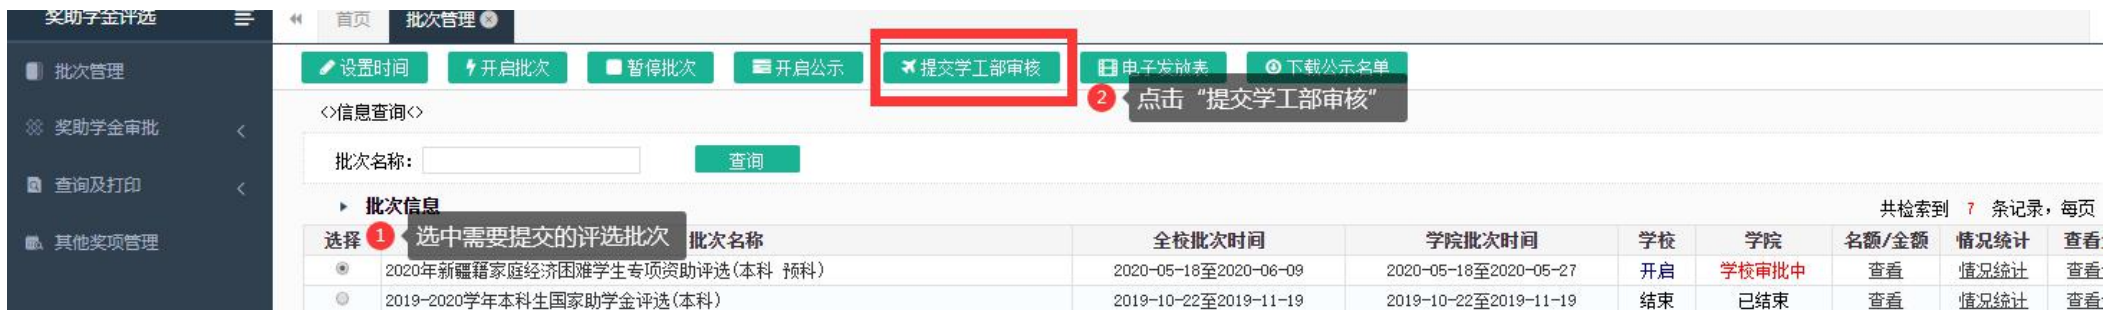 奖助学金评选
首页 批次管理
批次管理
设置时间 开启批次 暂停批次 开启公示 提交学工部审核 电子发放表 下载公示名单
2 点击“提交学工部审核”
<>信息查询<>
奖助学金审批
批次名称: 查询
查询及打印
批次信息
共检索到 7 条记录，每页
1 选中需要提交的评选批次
其他奖项管理
选择 批次名称 全校批次时间 学院批次时间 学校 学院 名额/金额 情况统计 查看
2020年新疆籍家庭经济困难学生专项资助评选(本科 预科) 2020-05-18至2020-06-09 2020-05-18至2020-05-27 开启 学校审批中 查看 情况统计 查看
2019-2020学年本科生国家助学金评选(本科) 2019-10-22至2019-11-19 2019-10-22至2019-11-19 结束 已结束 查看 情况统计 查看